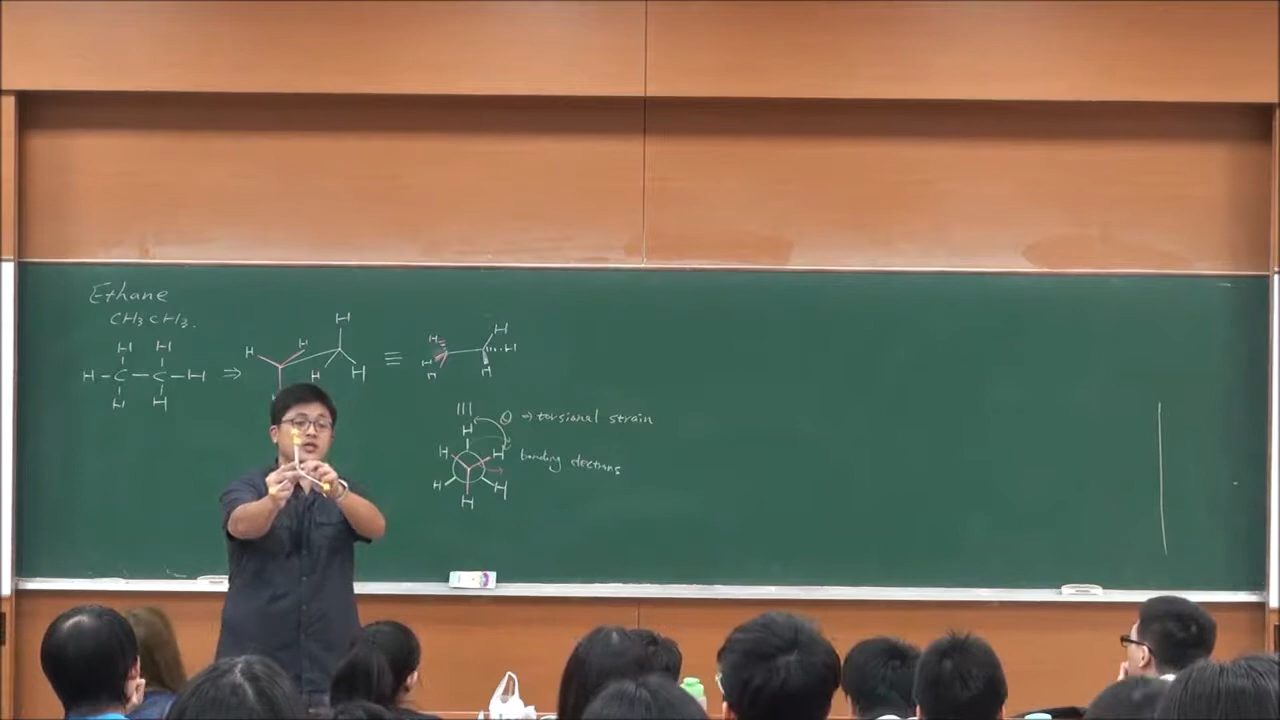 Ethane
CH3CH3.
H H
H-C-C-H
H H
⇒
H H H
H H
≡
H H
H H
H H
|||
θ → torsional strain
H
H H
bonding electrons
H H
H